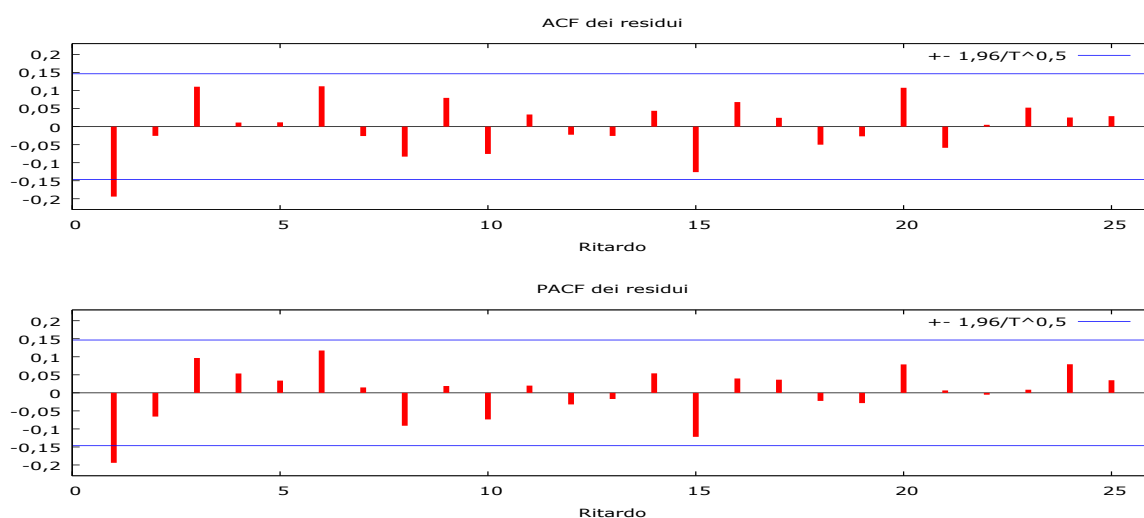 ACF dei residui
+- 1,96/T^0,5
0,2
0,15
0,1
0,05
0
-0,05
-0,1
-0,15
-0,2
0 5 10 15 20 25
Ritardo
PACF dei residui
+- 1,96/T^0,5
0,2
0,15
0,1
0,05
0
-0,05
-0,1
-0,15
-0,2
0 5 10 15 20 25
Ritardo